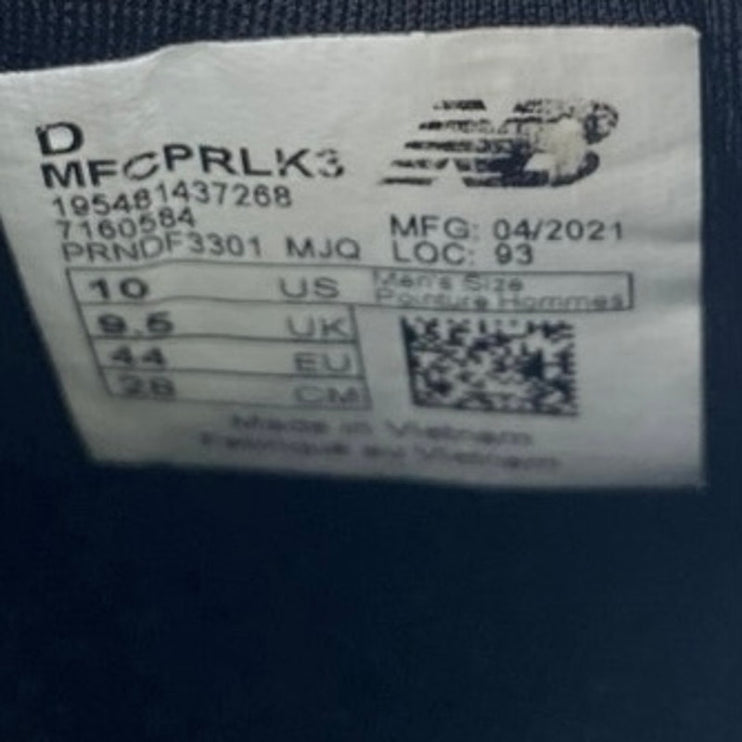 D
MFCPRLK3
195481437268
7160584
PRNDF3301 MJQ
NB
MFG: 04/2021
LOC: 93
10 US Men's Size
Pointure Hommes
9.5 UK
44 EU
28 CM
Made in Vietnam
Fabriqué au Vietnam